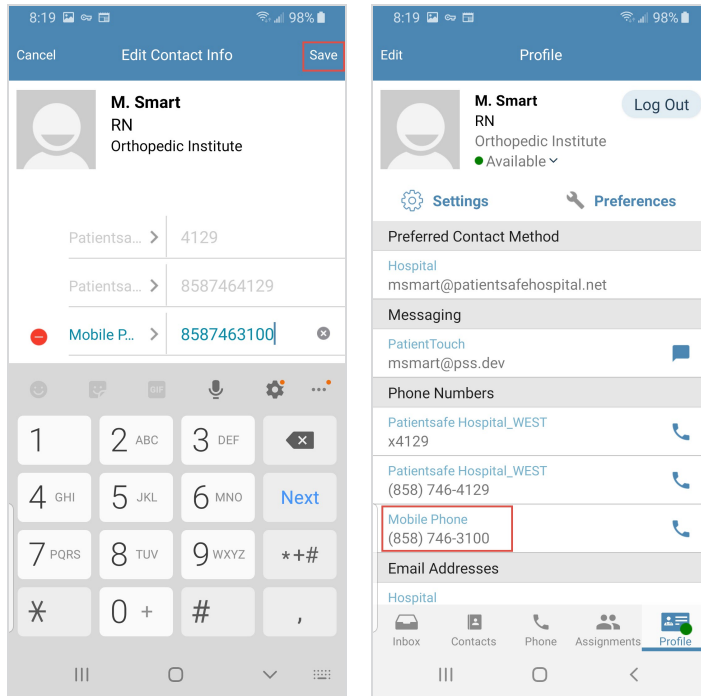 8:19 98%
Cancel Edit Contact Info Save
M. Smart
RN
Orthopedic Institute
Patientsa... 4129
Patientsa... 8587464129
Mobile P... 8587463100
GIF
1 2 ABC 3 DEF
4 GHI 5 JKL 6 MNO Next
7 PQRS 8 TUV 9 WXYZ *+#
* 0 + # ,
8:19 98%
Edit Profile
M. Smart Log Out
RN
Orthopedic Institute
Available
Settings Preferences
Preferred Contact Method
Hospital
msmart@patientsafehospital.net
Messaging
PatientTouch
msmart@pss.dev
Phone Numbers
Patientsafe Hospital_WEST
x4129
Patientsafe Hospital_WEST
(858) 746-4129
Mobile Phone
(858) 746-3100
Email Addresses
Hospital
Inbox Contacts Phone Assignments Profile